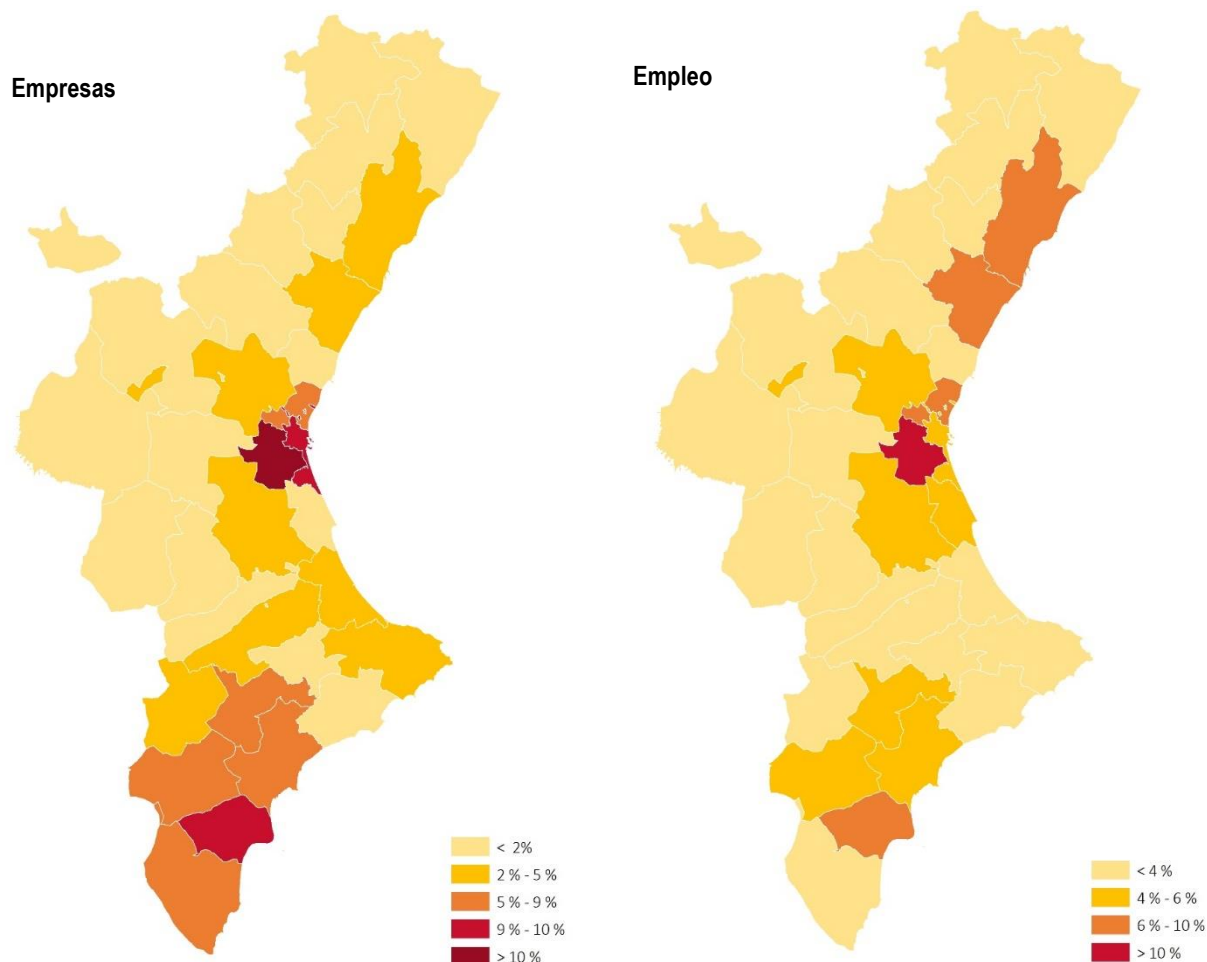 Empresas
Empleo
< 2%
2 % - 5 %
5 % - 9 %
9 % - 10 %
> 10 %
< 4 %
4 % - 6 %
6 % - 10 %
> 10 %